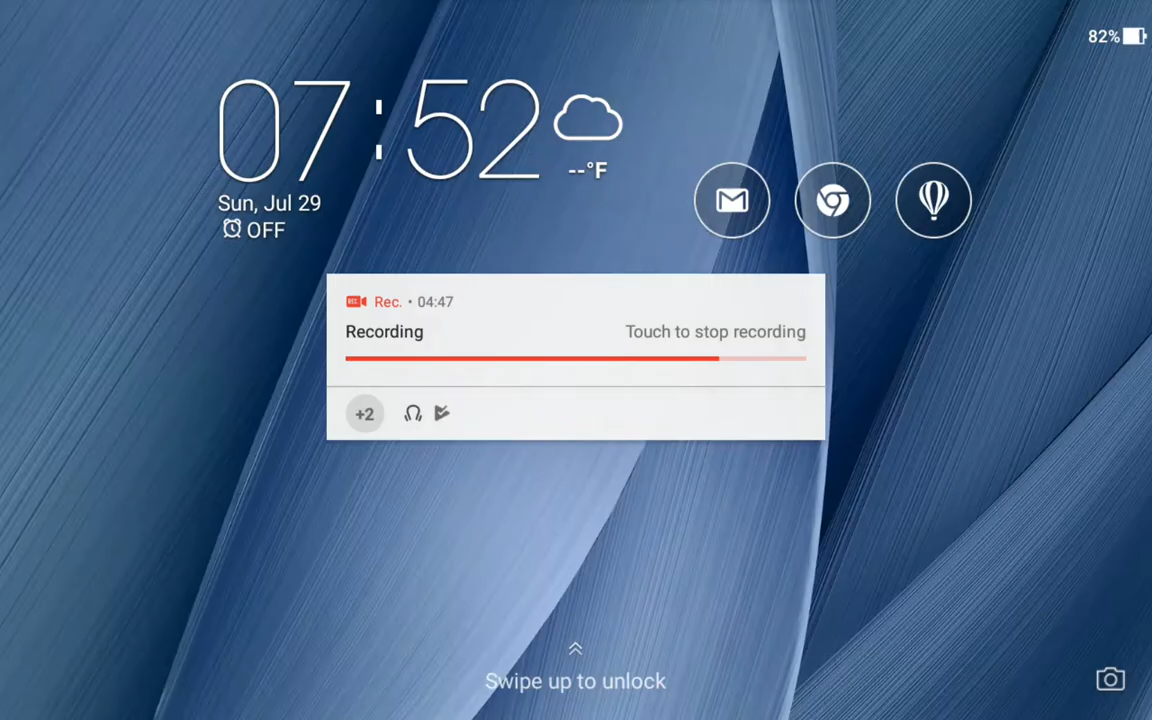 82%
07:52
--°F
Sun, Jul 29
OFF
Rec. • 04:47
Recording
Touch to stop recording
+2
Swipe up to unlock